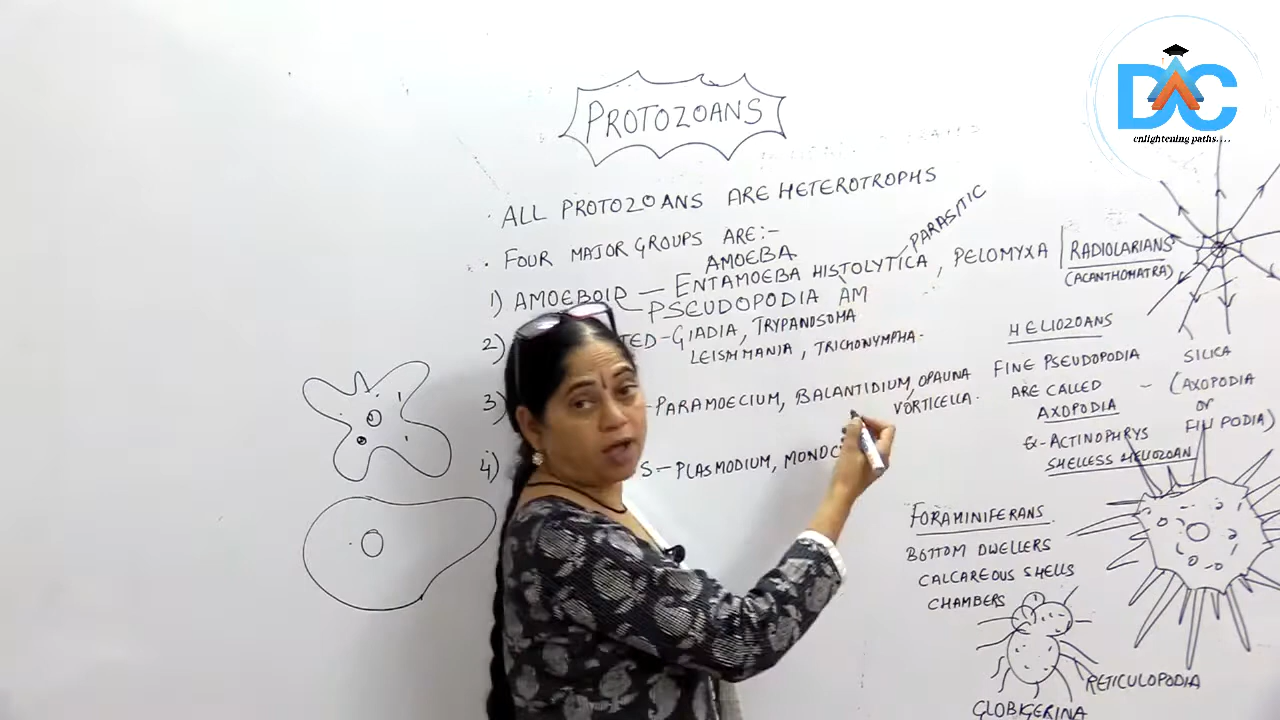 DAC
enlightening paths....
PROTOZOANS
· ALL PROTOZOANS ARE HETEROTROPHS
· FOUR MAJOR GROUPS ARE:-
PARASITIC
AMOEBA
1) AMOEBOID — ENTAMOEBA HISTOLYTICA , PELOMYXA
PSEUDOPODIA AM
2) TED-GIADIA, TRYPANOSOMA
LEISHMANIA , TRICHONYMPHA.
3) -PARAMOECIUM, BALANTIDIUM, OPAUNA
VORTICELLA.
4) S:- PLASMODIUM, MONOC
RADIOLARIANS
(ACANTHOMATRA)
HELIOZANS
FINE PSEUDOPODIA
ARE CALLED
AXOPODIA
EX-ACTINOPHRYS
SHELLESS HELIOZOAN
SILICA
(AXOPODIA
OR
FILIPODIA)
FORAMINIFERANS
BOTTOM DWELLERS
CALCAREOUS SHELLS
CHAMBERS
RETICULOPODIA
GLOBIGERINA